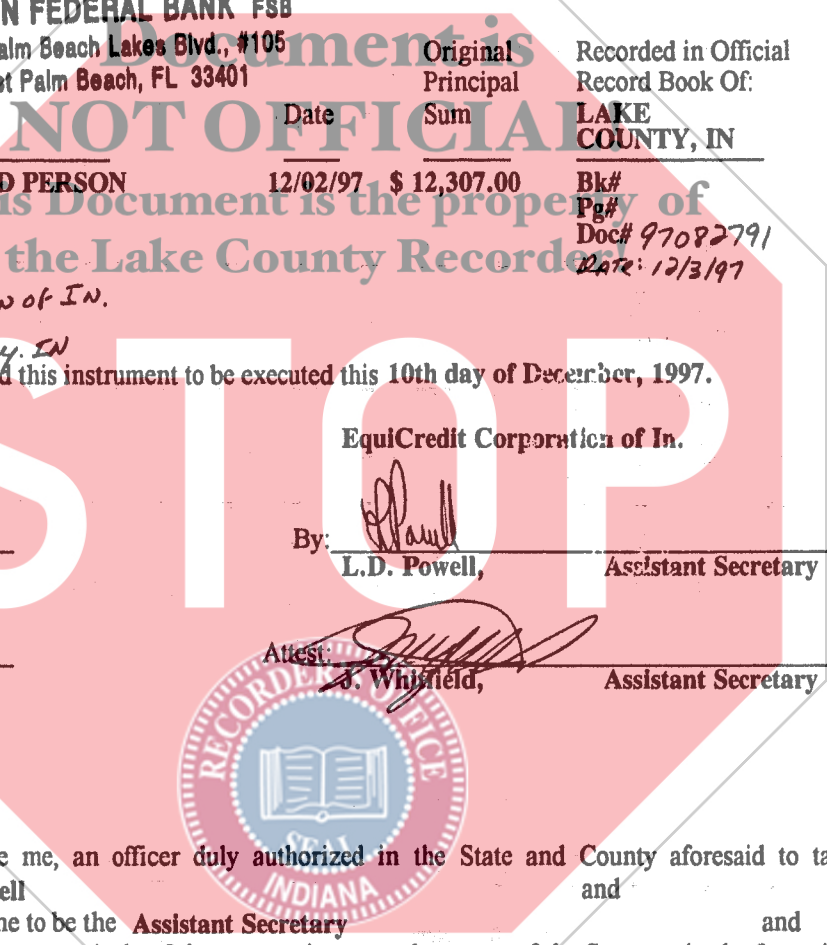 N FEDERAL BANK FSB
alm Beach Lakes Blvd., #105
st Palm Beach, FL 33401
Document is
NOT OFFICIAL
is Document is the property of
the Lake County Recorder!
Original Principal Sum
Date
Recorded in Official
Record Book Of:
LAKE
COUNTY, IN
D PERSON 12/02/97 $ 12,307.00 Bk#
Pg#
Doc# 97082791
DATE: 12/3/97
of IN.
y. IN
d this instrument to be executed this 10th day of December, 1997.
STOP
EquiCredit Corporation of In.
By:
L.D. Powell, Assistant Secretary
Attest:
J. Whisfield, Assistant Secretary
RECORDER'S OFFICE
SEAL
INDIANA
e me, an officer duly authorized in the State and County aforesaid to ta
ell and
ne to be the Assistant Secretary and